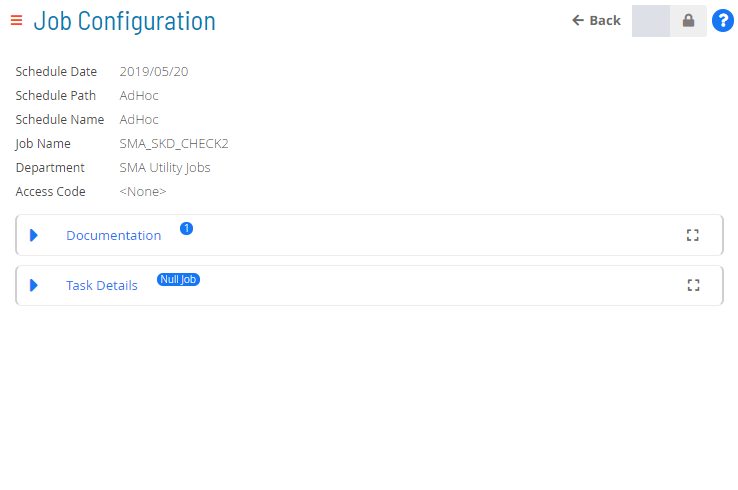 Job Configuration
Back
?
Schedule Date 2019/05/20
Schedule Path AdHoc
Schedule Name AdHoc
Job Name SMA_SKD_CHECK2
Department SMA Utility Jobs
Access Code <None>
Documentation 1
Task Details Null Job